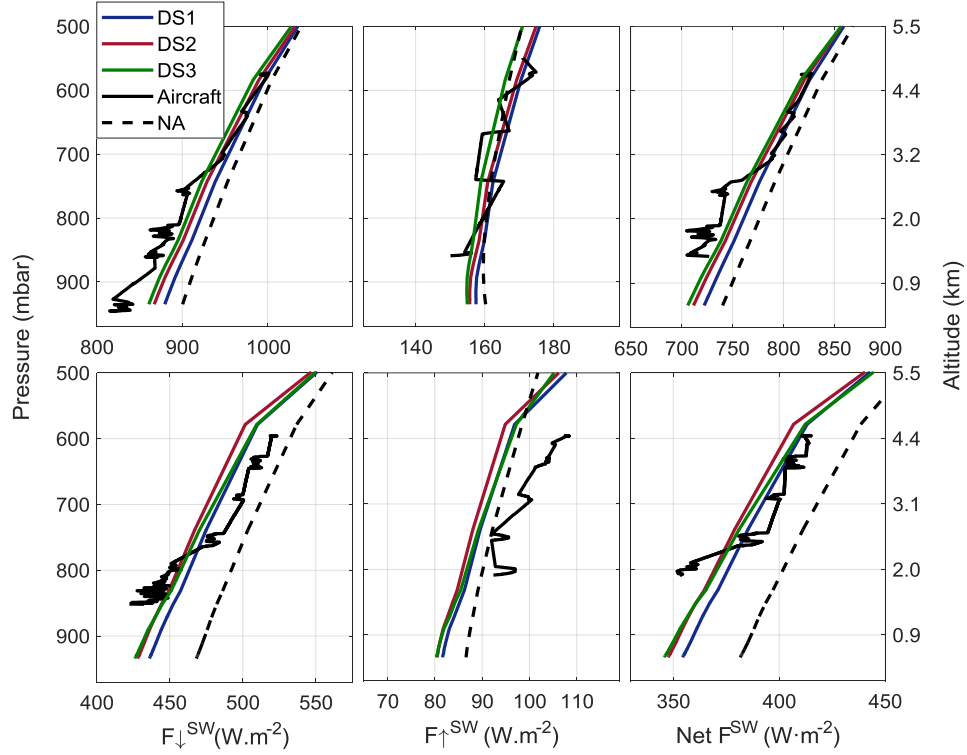 DS1
DS2
DS3
Aircraft
NA
500
600
700
800
900
800 900 1000
140 160 180
650 700 750 800 850 900
5.5
4.4
3.2
2.0
0.9
Pressure (mbar)
Altitude (km)
500
600
700
800
900
400 450 500 550
80 90 100 110 120
350 400 450
5.5
4.4
3.1
2.0
0.9
F↓SW(W.m-2)
F↑SW(W.m-2)
Net FSW (W·m-2)